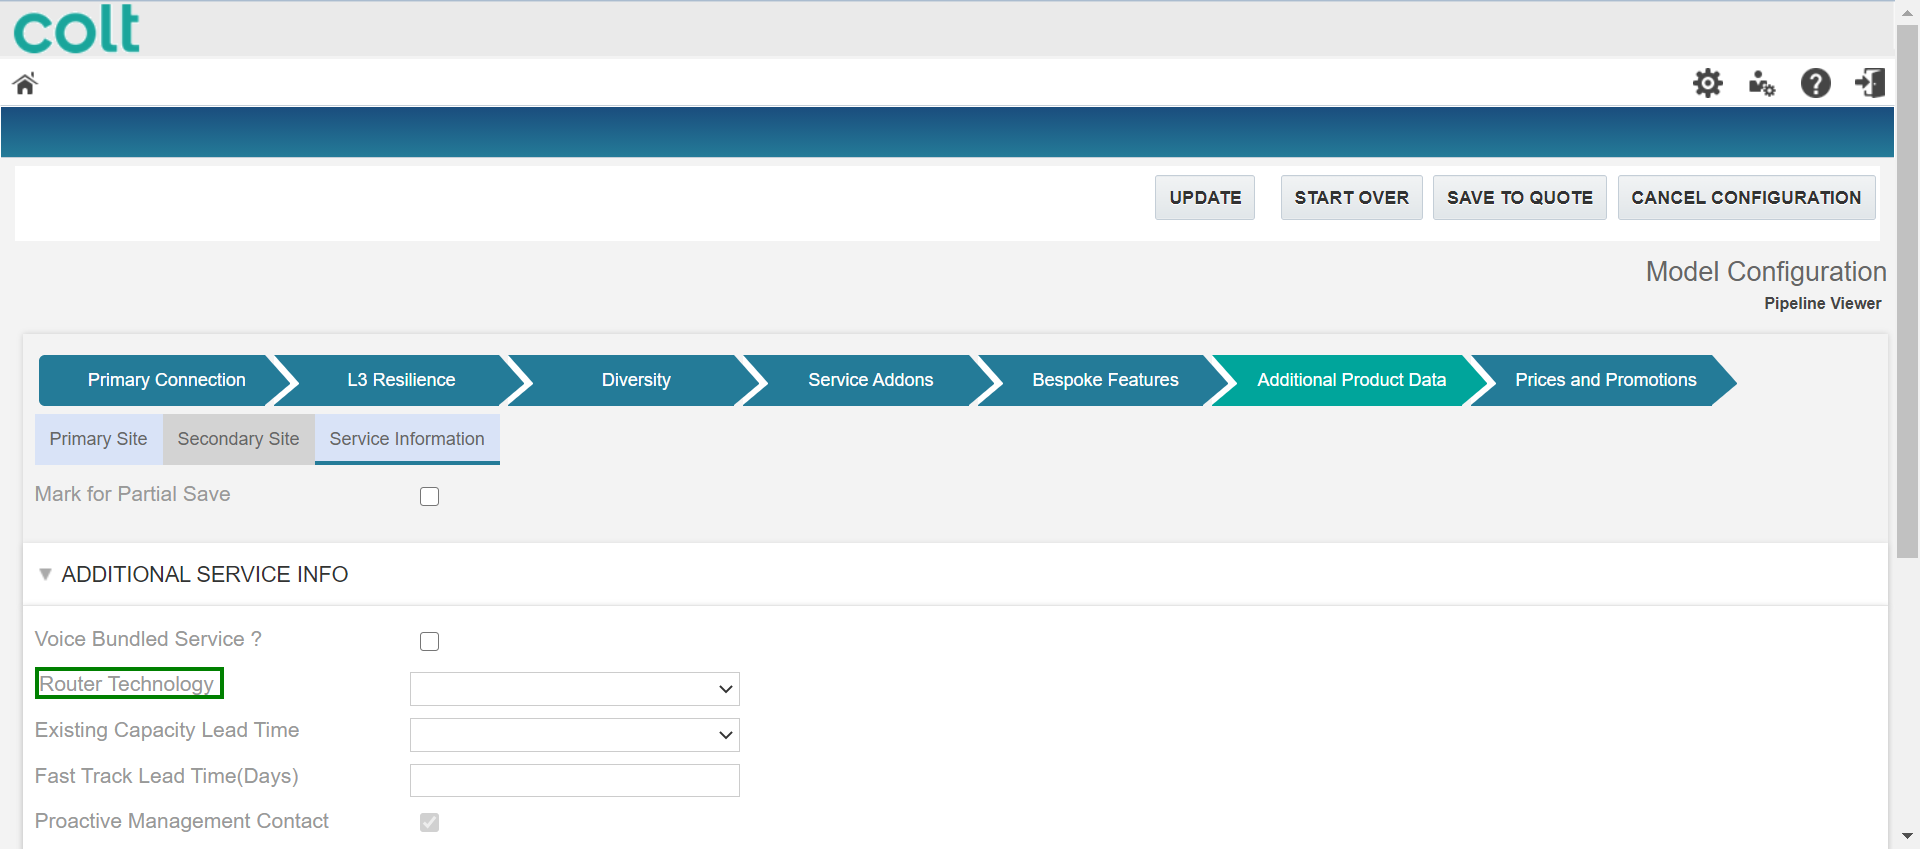 colt
UPDATE START OVER SAVE TO QUOTE CANCEL CONFIGURATION
Model Configuration
Pipeline Viewer
Primary Connection L3 Resilience Diversity Service Addons Bespoke Features Additional Product Data Prices and Promotions
Primary Site Secondary Site Service Information
Mark for Partial Save
ADDITIONAL SERVICE INFO
Voice Bundled Service ?
Router Technology
Existing Capacity Lead Time
Fast Track Lead Time(Days)
Proactive Management Contact